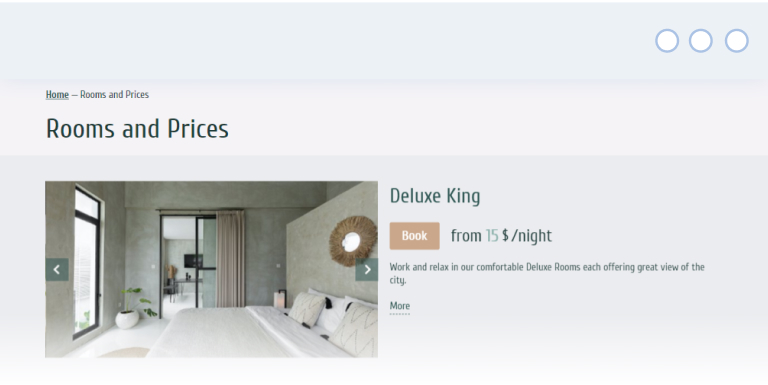 Home — Rooms and Prices
Rooms and Prices
Deluxe King
Book from 15 $ /night
Work and relax in our comfortable Deluxe Rooms each offering great view of the
city.
More